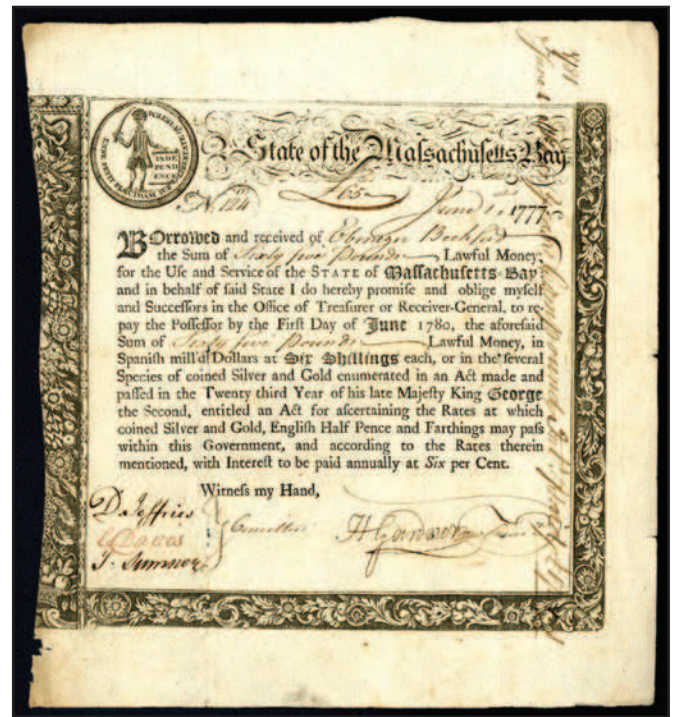 State of the Massachusetts-Bay
INDE
PEND
ENCE
N. 124
£65
June 1, 1777
BOrrowed and received of Ebenezer Beckford
the Sum of Sixty five Pounds Lawful Money,
for the Use and Service of the STATE of Massachusetts-Bay;
and in behalf of said State I do hereby promise and oblige myself
and Successors in the Office of Treasurer or Receiver-General, to re-
pay the Possessor by the First Day of June 1780, the aforesaid
Sum of Sixty five Pounds Lawful Money, in
Spanish mill'd Dollars at Six Shillings each, or in the several
Species of coined Silver and Gold enumerated in an Act made and
passed in the Twenty third Year of his late Majesty King George
the Second, entitled an Act for ascertaining the Rates at which
coined Silver and Gold, English Half Pence and Farthings may pass
within this Government, and according to the Rates therein
mentioned, with Interest to be paid annually at Six per Cent.
Witness my Hand,
D. Jeffries
Davis
J. Sumner
Committee
H Gardner